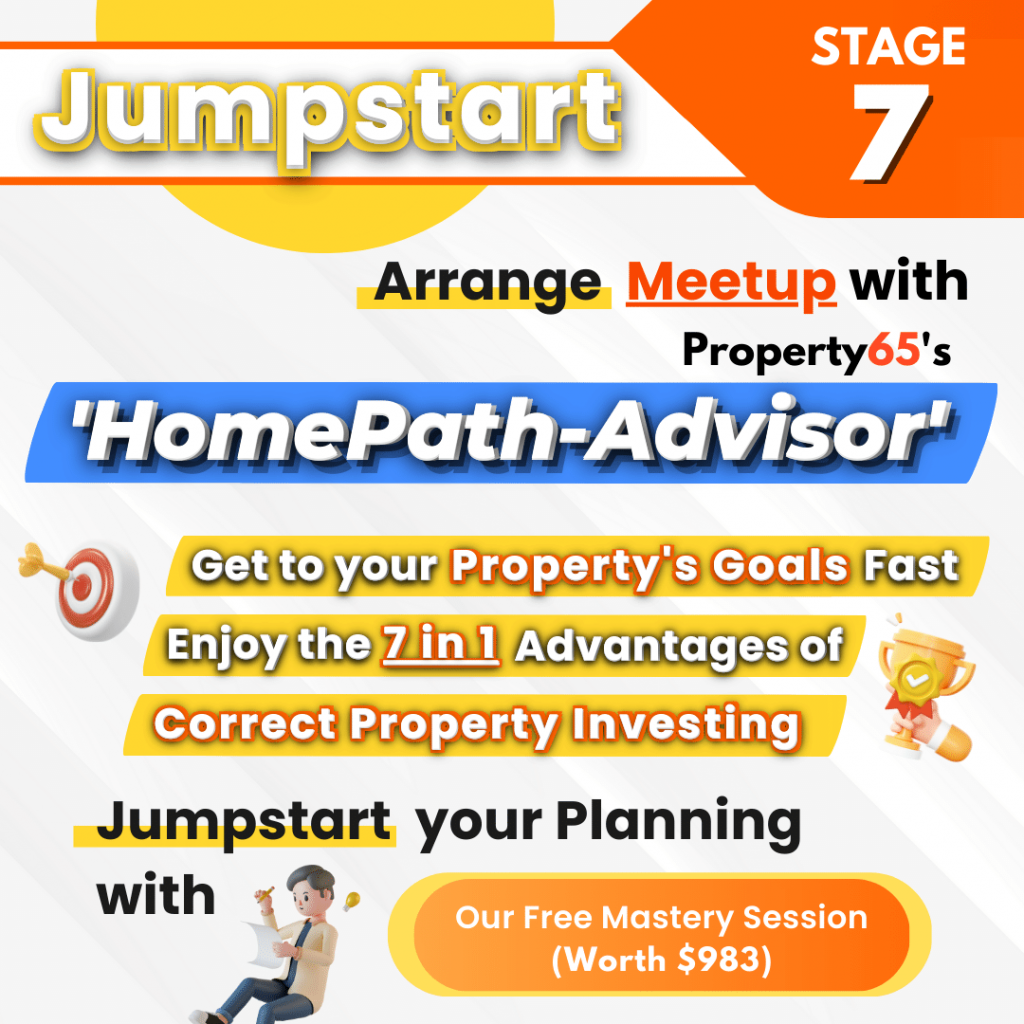 STAGE
7
Jumpstart
Arrange Meetup with
Property65's
'HomePath-Advisor'
Get to your Property's Goals Fast
Enjoy the 7 in 1 Advantages of
Correct Property Investing
Jumpstart your Planning
with
Our Free Mastery Session
(Worth $983)